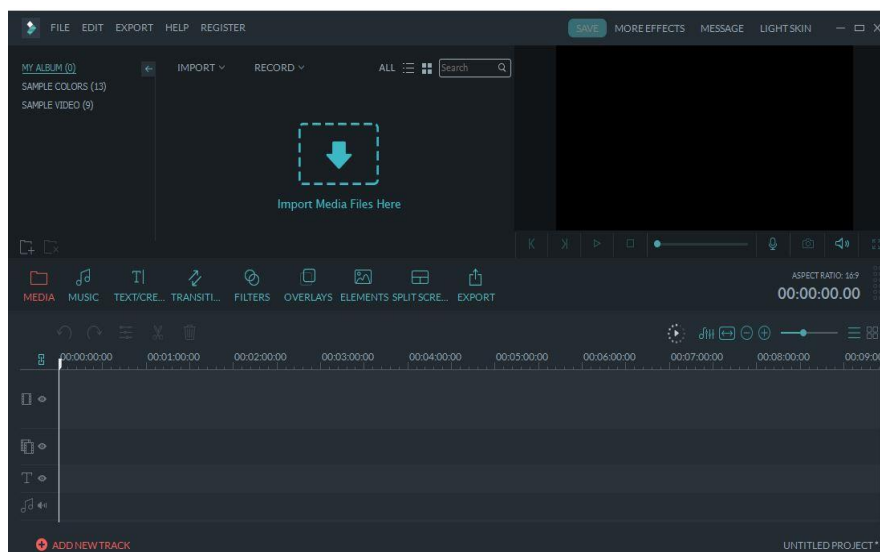 FILE EDIT EXPORT HELP REGISTER SAVE MORE EFFECTS MESSAGE LIGHT SKIN
MY ALBUM (0)
SAMPLE COLORS (13)
SAMPLE VIDEO (9)
IMPORT RECORD ALL Search
Import Media Files Here
MEDIA MUSIC TEXT/CRE... TRANSITI... FILTERS OVERLAYS ELEMENTS SPLIT SCRE... EXPORT
ASPECT RATIO: 16:9
00:00:00.00
00:00:00:00 00:01:00:00 00:02:00:00 00:03:00:00 00:04:00:00 00:05:00:00 00:06:00:00 00:07:00:00 00:08:00:00 00:09:00
ADD NEW TRACK UNTITLED PROJECT*